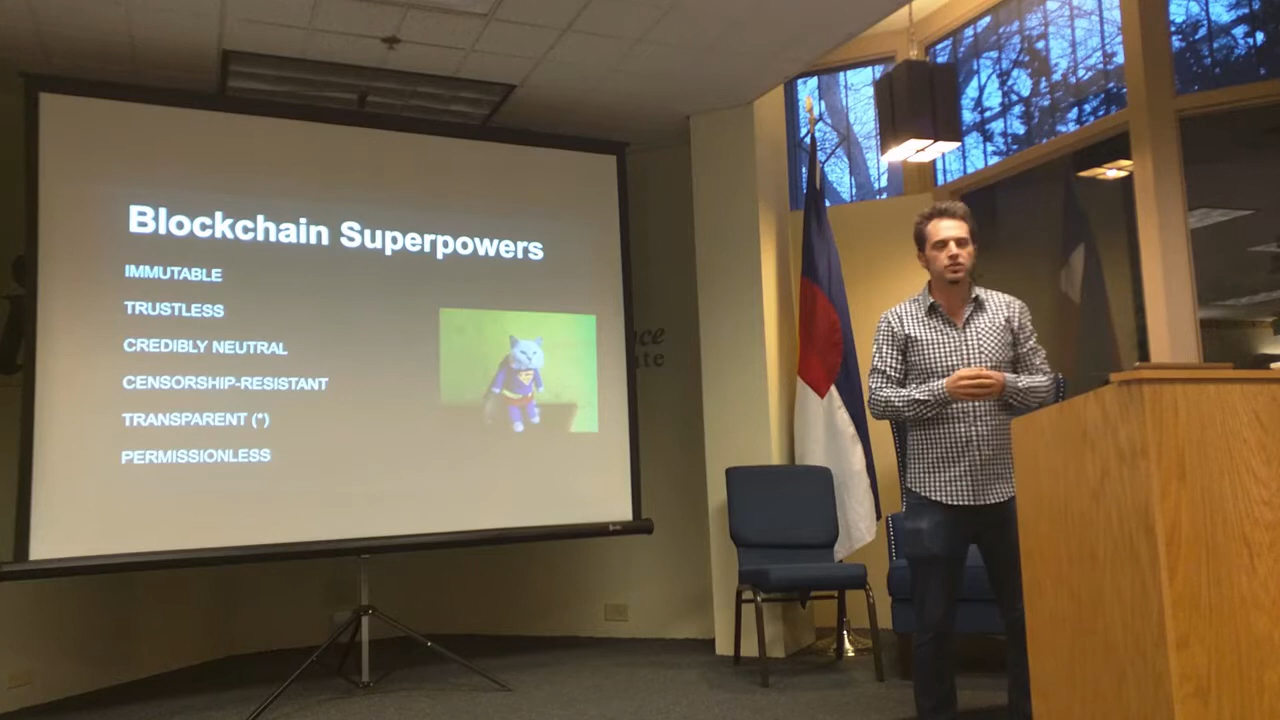 Blockchain Superpowers
IMMUTABLE
TRUSTLESS
CREDIBLY NEUTRAL
CENSORSHIP-RESISTANT
TRANSPARENT (*)
PERMISSIONLESS